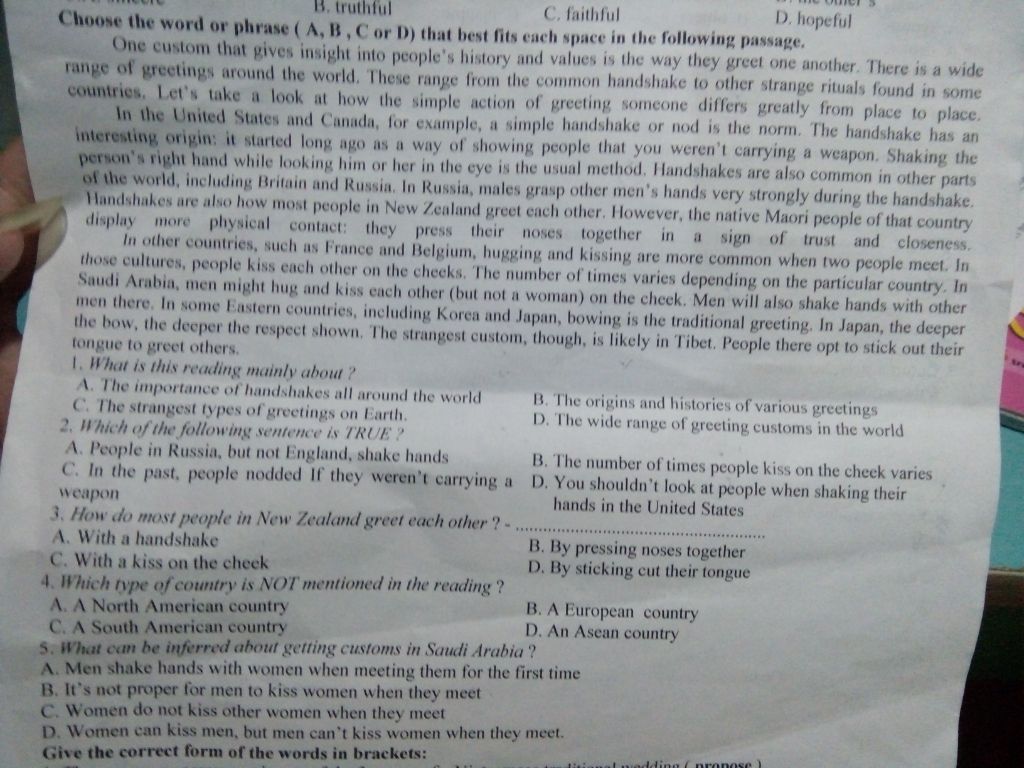 B. truthful
C. faithful
D. hopeful
Choose the word or phrase ( A, B , C or D) that best fits each space in the following passage.
One custom that gives insight into people's history and values is the way they greet one another. There is a wide
range of greetings around the world. These range from the common handshake to other strange rituals found in some
countries. Let's take a look at how the simple action of greeting someone differs greatly from place to place.
In the United States and Canada, for example, a simple handshake or nod is the norm. The handshake has an
interesting origin: it started long ago as a way of showing people that you weren't carrying a weapon. Shaking the
person's right hand while looking him or her in the eye is the usual method. Handshakes are also common in other parts
of the world, including Britain and Russia. In Russia, males grasp other men's hands very strongly during the handshake.
Handshakes are also how most people in New Zealand greet each other. However, the native Maori people of that country
display more physical contact: they press their noses together in a sign of trust and closeness.
In other countries, such as France and Belgium, hugging and kissing are more common when two people meet. In
those cultures, people kiss each other on the cheeks. The number of times varies depending on the particular country. In
Saudi Arabia, men might hug and kiss each other (but not a woman) on the cheek. Men will also shake hands with other
men there. In some Eastern countries, including Korea and Japan, bowing is the traditional greeting. In Japan, the deeper
the bow, the deeper the respect shown. The strangest custom, though, is likely in Tibet. People there opt to stick out their
tongue to greet others.
1. What is this reading mainly about ?
A. The importance of handshakes all around the world
B. The origins and histories of various greetings
C. The strangest types of greetings on Earth.
D. The wide range of greeting customs in the world
2. Which of the following sentence is TRUE ?
A. People in Russia, but not England, shake hands
B. The number of times people kiss on the cheek varies
C. In the past, people nodded If they weren't carrying a
weapon
D. You shouldn't look at people when shaking their
hands in the United States
3. How do most people in New Zealand greet each other ? - ....................................................
A. With a handshake
B. By pressing noses together
C. With a kiss on the cheek
D. By sticking cut their tongue
4. Which type of country is NOT mentioned in the reading ?
A. A North American country
B. A European country
C. A South American country
D. An Asean country
5. What can be inferred about getting customs in Saudi Arabia ?
A. Men shake hands with women when meeting them for the first time
B. It's not proper for men to kiss women when they meet
C. Women do not kiss other women when they meet
D. Women can kiss men, but men can't kiss women when they meet.
Give the correct form of the words in brackets:
traditional wedding ( propose )